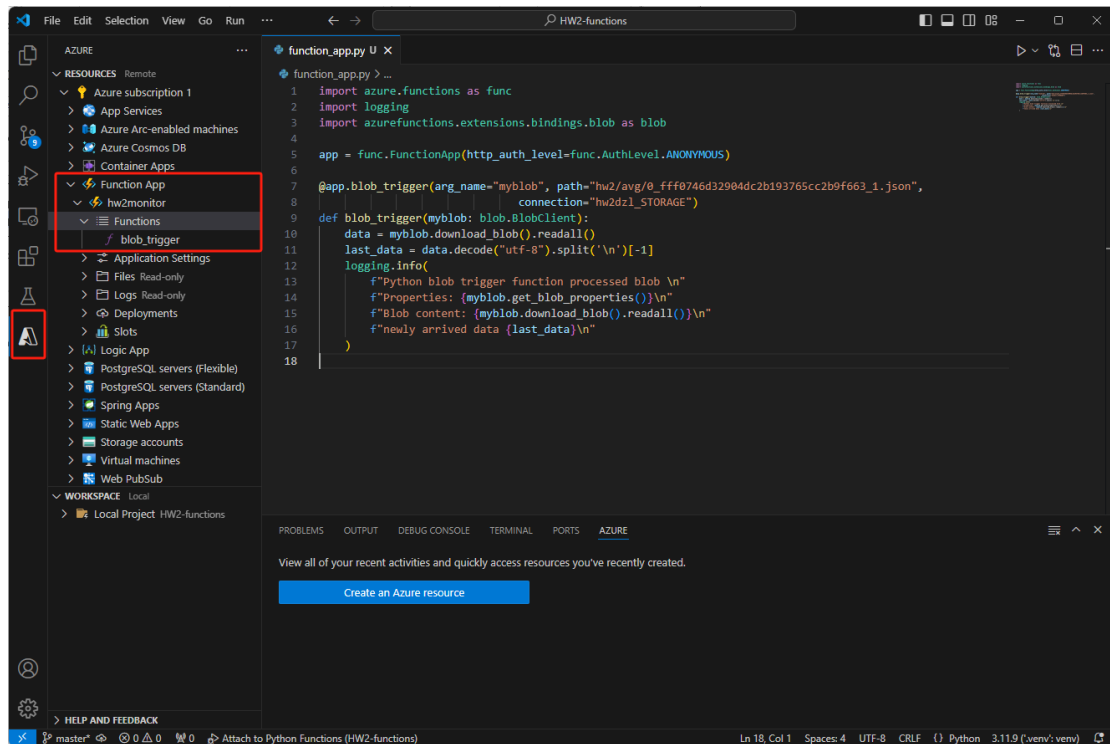 File Edit Selection View Go Run ··· HW2-functions
AZURE ···
RESOURCES Remote
Azure subscription 1
App Services
Azure Arc-enabled machines
Azure Cosmos DB
Container Apps
Function App
hw2monitor
Functions
blob_trigger
Application Settings
Files Read-only
Logs Read-only
Deployments
Slots
Logic App
PostgreSQL servers (Flexible)
PostgreSQL servers (Standard)
Spring Apps
Static Web Apps
Storage accounts
Virtual machines
Web PubSub
WORKSPACE Local
Local Project HW2-functions
HELP AND FEEDBACK
9
function_app.py U
function_app.py > ...
1 import azure.functions as func
2 import logging
3 import azurefunctions.extensions.bindings.blob as blob
4
5 app = func.FunctionApp(http_auth_level=func.AuthLevel.ANONYMOUS)
6
7 @app.blob_trigger(arg_name="myblob", path="hw2/avg/0_fff0746d32904dc2b193765cc2b9f663_1.json",
8 connection="hw2dzl_STORAGE")
9 def blob_trigger(myblob: blob.BlobClient):
10 data = myblob.download_blob().readall()
11 last_data = data.decode("utf-8").split('\n')[-1]
12 logging.info(
13 f"Python blob trigger function processed blob \n"
14 f"Properties: {myblob.get_blob_properties()}\n"
15 f"Blob content: {myblob.download_blob().readall()}\n"
16 f"newly arrived data {last_data}\n"
17 )
18
PROBLEMS OUTPUT DEBUG CONSOLE TERMINAL PORTS AZURE
View all of your recent activities and quickly access resources you've recently created.
Create an Azure resource
master* 0 0 0 Attach to Python Functions (HW2-functions) Ln 18, Col 1 Spaces: 4 UTF-8 CRLF {} Python 3.11.9 ('.venv': venv)